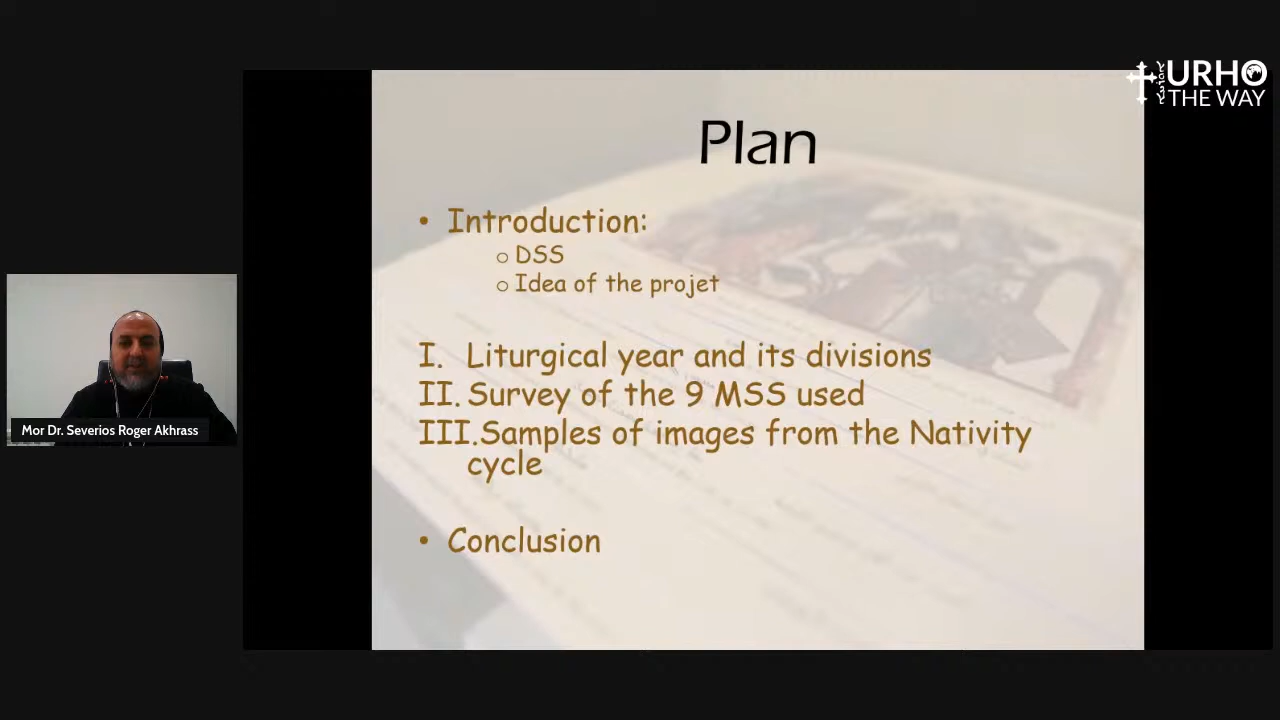 URHO
THE WAY
Plan
• Introduction:
o DSS
o Idea of the projet
I. Liturgical year and its divisions
II. Survey of the 9 MSS used
III.Samples of images from the Nativity
cycle
• Conclusion
Mor Dr. Severios Roger Akhrass